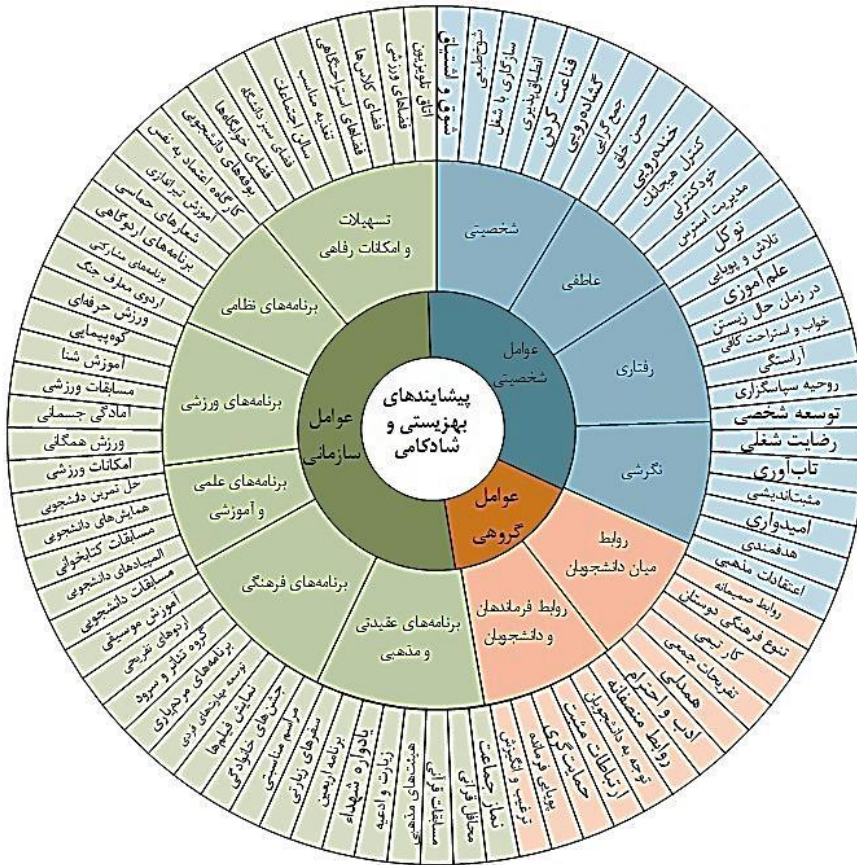 پیشایندهای
بهزیستی و
شادکامی
عوامل
شخصیتی
عوامل
گروهی
عوامل
سازمانی
شخصیتی
عاطفی
رفتاری
نگرشی
روابط
میان دانشجویان
روابط فرماندهان
و دانشجویان
برنامه‌های عقیدتی
و مذهبی
برنامه‌های فرهنگی
برنامه‌های علمی
و آموزشی
برنامه‌های ورزشی
برنامه‌های نظامی
تسهیلات
و امکانات رفاهی
شوق و اشتیاق
شوخ‌طبعی
سازگاری با شغل
انطباق‌پذیری
قناعت کردن
گشاده‌رویی
جمع گرایی
حسن خلق
خنده‌رویی
کنترل هیجانات
خودکنترلی
مدیریت استرس
توکل
تلاش و پویایی
علم‌آموزی
در زمان حال زیستن
خواب و استراحت کافی
آراستگی
روحیه سپاسگزاری
توسعه شخصی
رضایت شغلی
تاب‌آوری
مثبت‌اندیشی
امیدواری
هدفمندی
اعتقادات مذهبی
روابط صمیمانه
تنوع فرهنگی دوستان
کار تیمی
تفریحات جمعی
همدلی
ادب و احترام
روابط منصفانه
توجه به دانشجویان
ارتباطات مثبت
حمایت‌گری
پویایی فرمانده
ترغیب و انگیزش
نماز جماعت
محافل قرآنی
مسابقات قرآنی
هیئت‌های مذهبی
زیارت و ادعیه
یادواره شهداء
برنامه اربعین
سفرهای زیارتی
مراسم مناسبتی
جشن‌های خانوادگی
نمایش فیلم‌ها
توسعه مهارت‌های فردی
برنامه‌های مردم‌یاری
گروه تئاتر و سرود
اردوهای تفریحی
آموزش موسیقی
مسابقات دانشجویی
المپیادهای دانشجویی
مسابقات کتابخوانی
همایش‌های دانشجویی
حل تمرین دانشجویی
امکانات ورزشی
ورزش همگانی
آمادگی جسمانی
مسابقات ورزشی
آموزش شنا
کوه‌پیمایی
ورزش حرفه‌ای
اردوی معارف جنگ
برنامه‌های مشارکتی
برنامه‌های اردوگاهی
شعارهای حماسی
آموزش تیراندازی
کارگاه اعتماد به نفس
بوفه‌های دانشجویی
فضای خوابگاه‌ها
فضای سبز دانشگاه
سالن اجتماعات
تغذیه مناسب
فضاهای استراحتگاهی
فضای کلاس‌ها
فضاهای ورزشی
اتاق تلویزیون